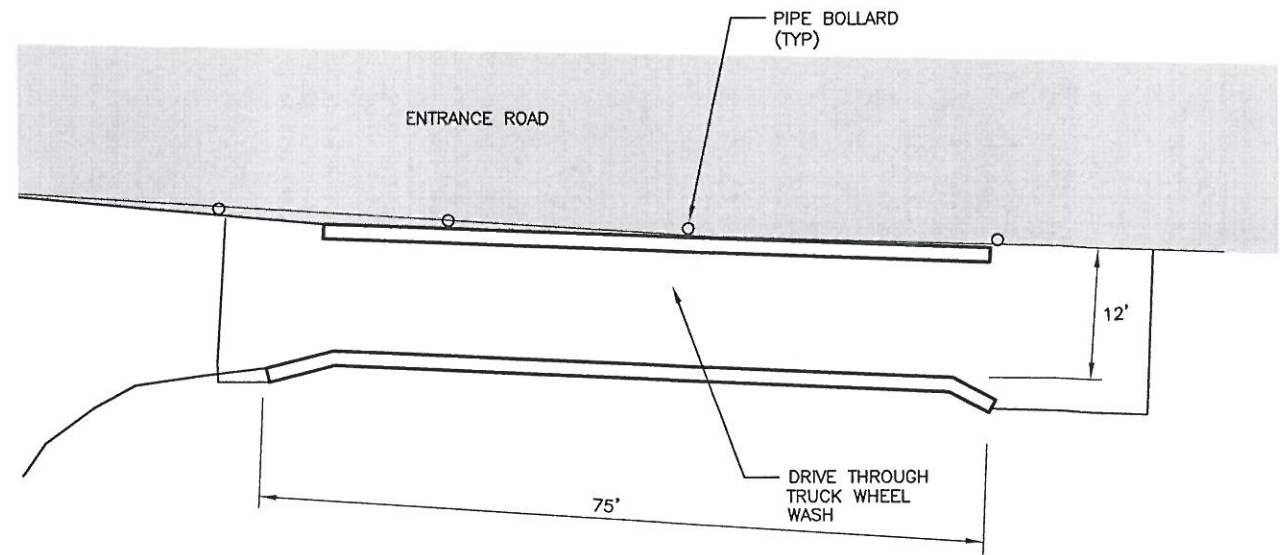 PIPE BOLLARD
(TYP)
ENTRANCE ROAD
12'
DRIVE THROUGH
TRUCK WHEEL
WASH
75'